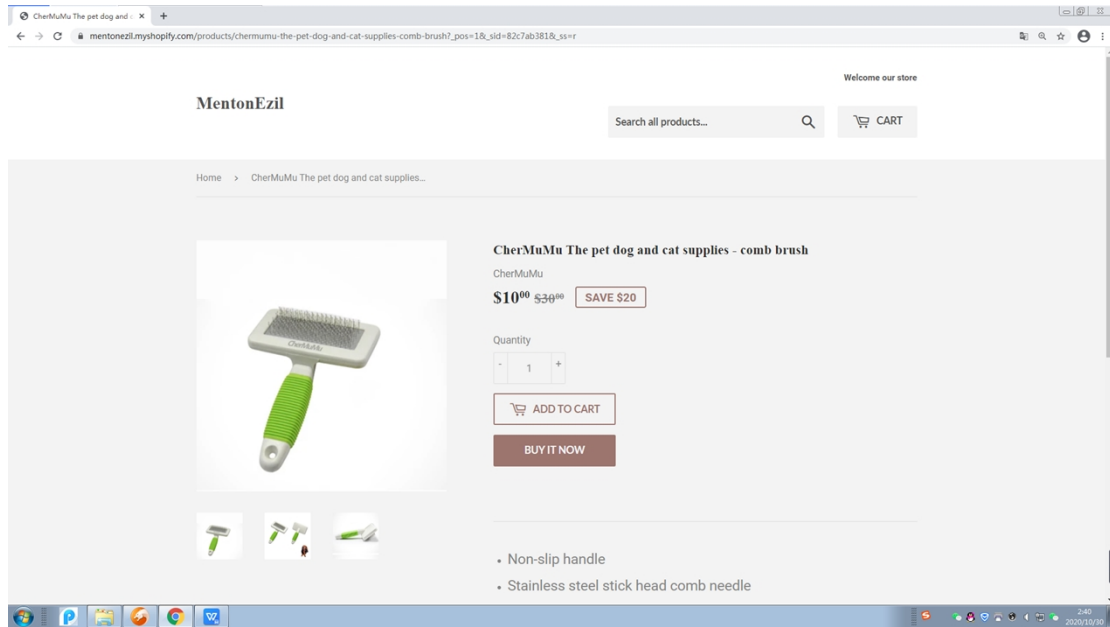 CherMuMu The pet dog and c
mentonezil.myshopify.com/products/chermumu-the-pet-dog-and-cat-supplies-comb-brush?_pos=1&_sid=82c7ab381&_ss=r
Welcome our store
MentonEzil
Search all products...
CART
Home › CherMuMu The pet dog and cat supplies...
CherMuMu The pet dog and cat supplies - comb brush
CherMuMu
$10⁰⁰ $30⁰⁰ SAVE $20
Quantity
- 1 +
ADD TO CART
BUY IT NOW
CherMuMu
• Non-slip handle
• Stainless steel stick head comb needle
2:40
2020/10/30